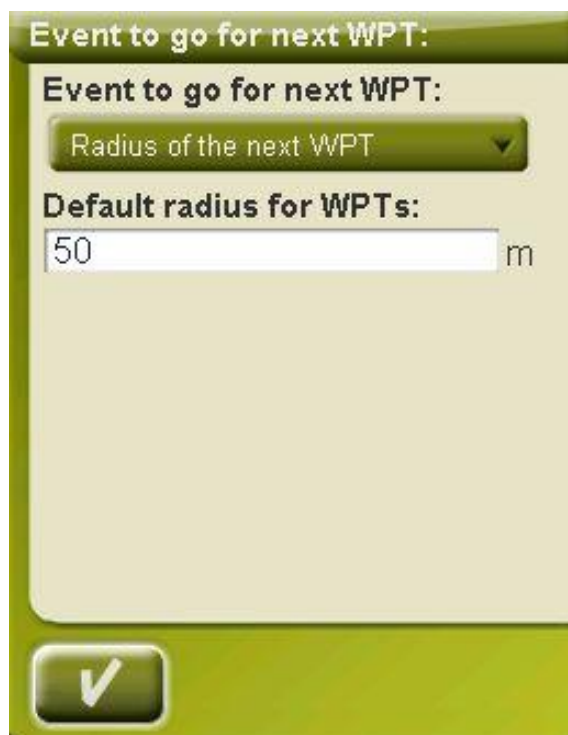 Event to go for next WPT:
Event to go for next WPT:
Radius of the next WPT
Default radius for WPTs:
50 m